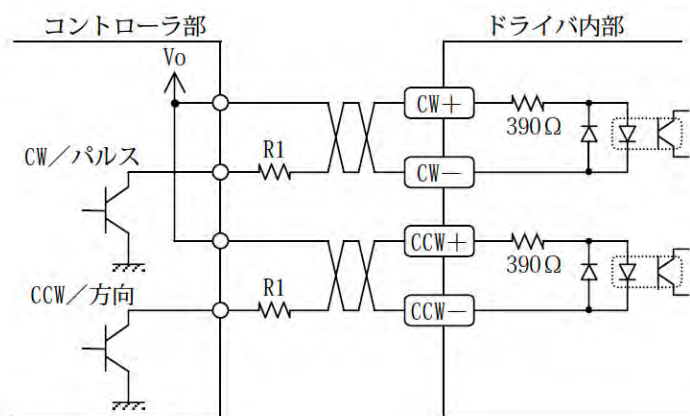 コントローラ部
ドライバ内部
Vo
CW+
390Ω
CW／パルス
R1
CW−
CCW+
390Ω
CCW／方向
R1
CCW−